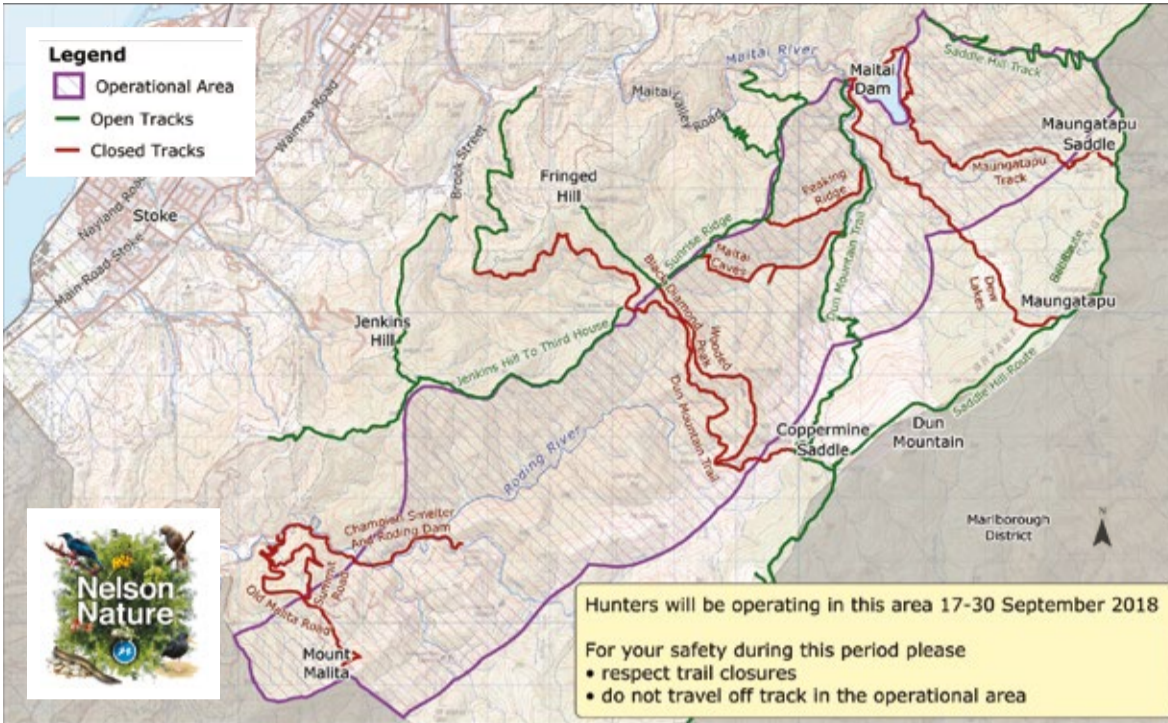 Legend
Operational Area
Open Tracks
Closed Tracks
Maitai River
Maitai
Dam
Saddle Hill Track
Maitai
Valley
Road
Waimea Road
Brook Street
Maungatapu
Saddle
Maungatapu
Track
Fringed
Hill
Peaking
Ridge
Nayland Road
Stoke
Main Road Stoke
Sunrise Ridge
Maitai
Caves
Dun Mountain Trail
Black Diamond
Wooded
Peak
Dew
Lakes
Maungatapu
Jenkins
Hill
Jenkins Hill To Third House
Saddle Hill Route
Dun Mountain Trail
Dun
Mountain
Coppermine
Saddle
Roding River
Champion Smelter
And Roding Dam
Marlborough
District
N
Summit
Road
Old Malita Road
Mount
Malita
Nelson
Nature
Hunters will be operating in this area 17-30 September 2018
For your safety during this period please
• respect trail closures
• do not travel off track in the operational area